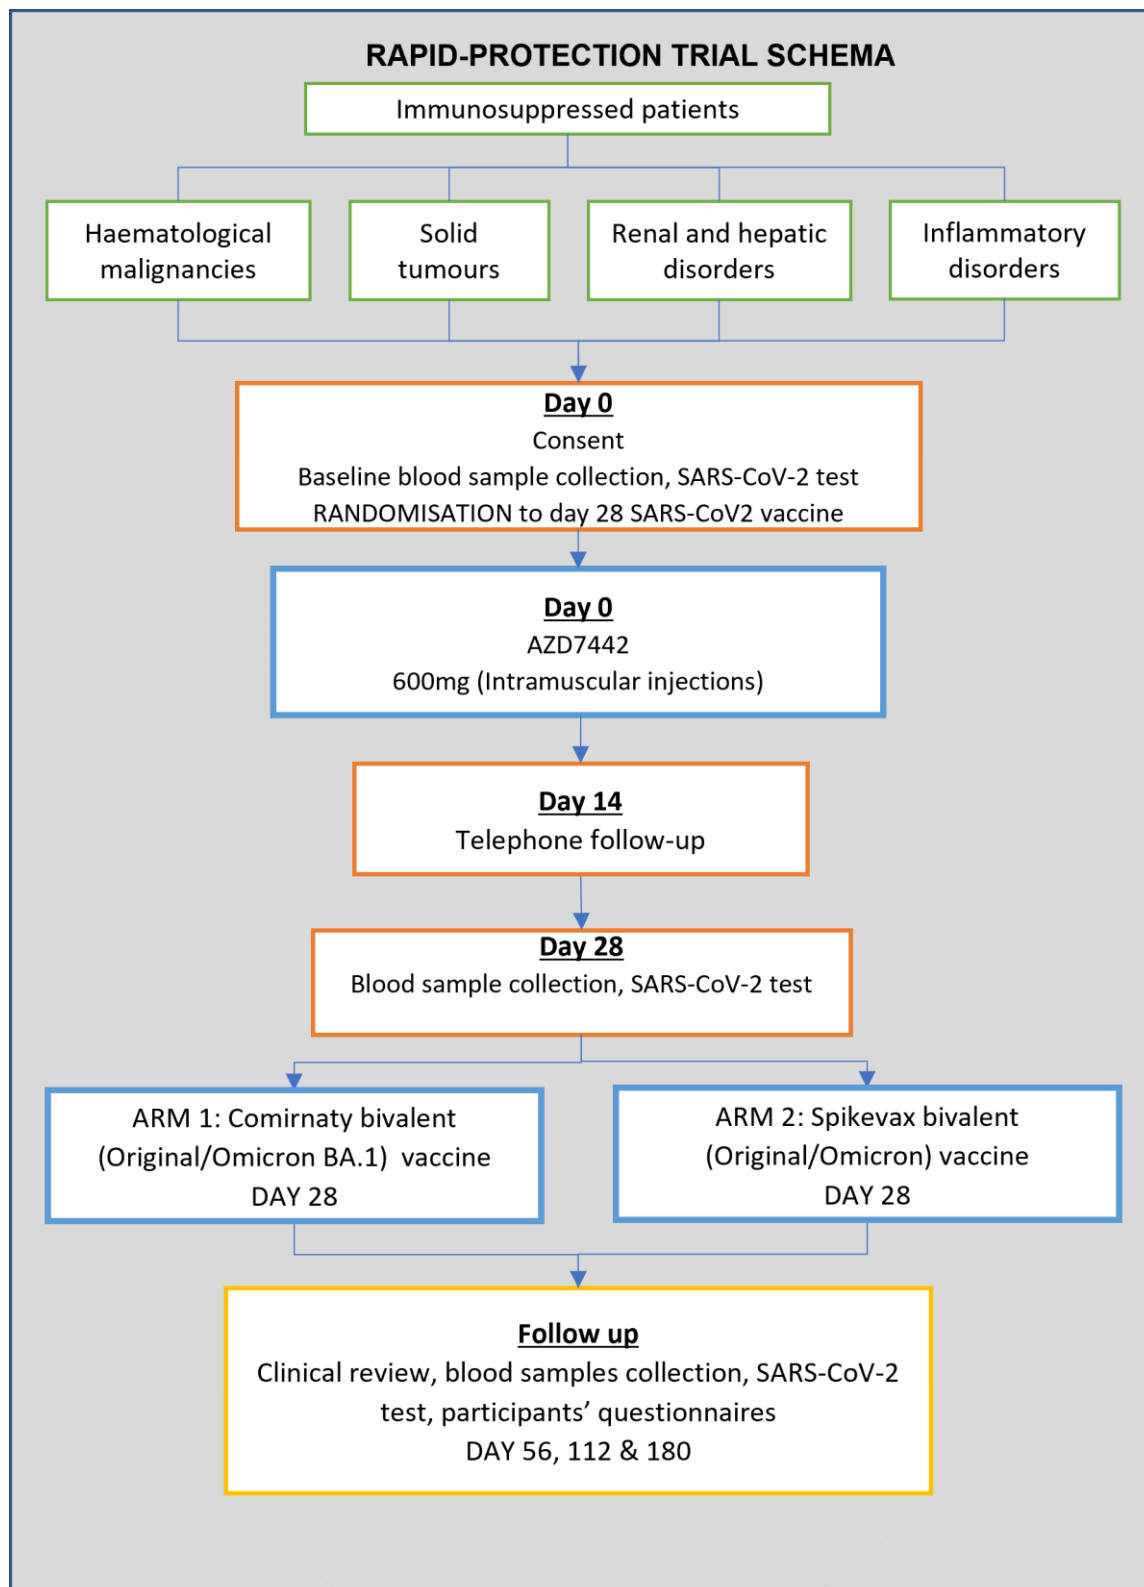 RAPID-PROTECTION TRIAL SCHEMA
Immunosuppressed patients
Haematological
malignancies
Solid
tumours
Renal and hepatic
disorders
Inflammatory
disorders
Day 0
Consent
Baseline blood sample collection, SARS-CoV-2 test
RANDOMISATION to day 28 SARS-CoV2 vaccine
Day 0
AZD7442
600mg (Intramuscular injections)
Day 14
Telephone follow-up
Day 28
Blood sample collection, SARS-CoV-2 test
ARM 1: Comirnaty bivalent
(Original/Omicron BA.1) vaccine
DAY 28
ARM 2: Spikevax bivalent
(Original/Omicron) vaccine
DAY 28
Follow up
Clinical review, blood samples collection, SARS-CoV-2
test, participants’ questionnaires
DAY 56, 112 & 180